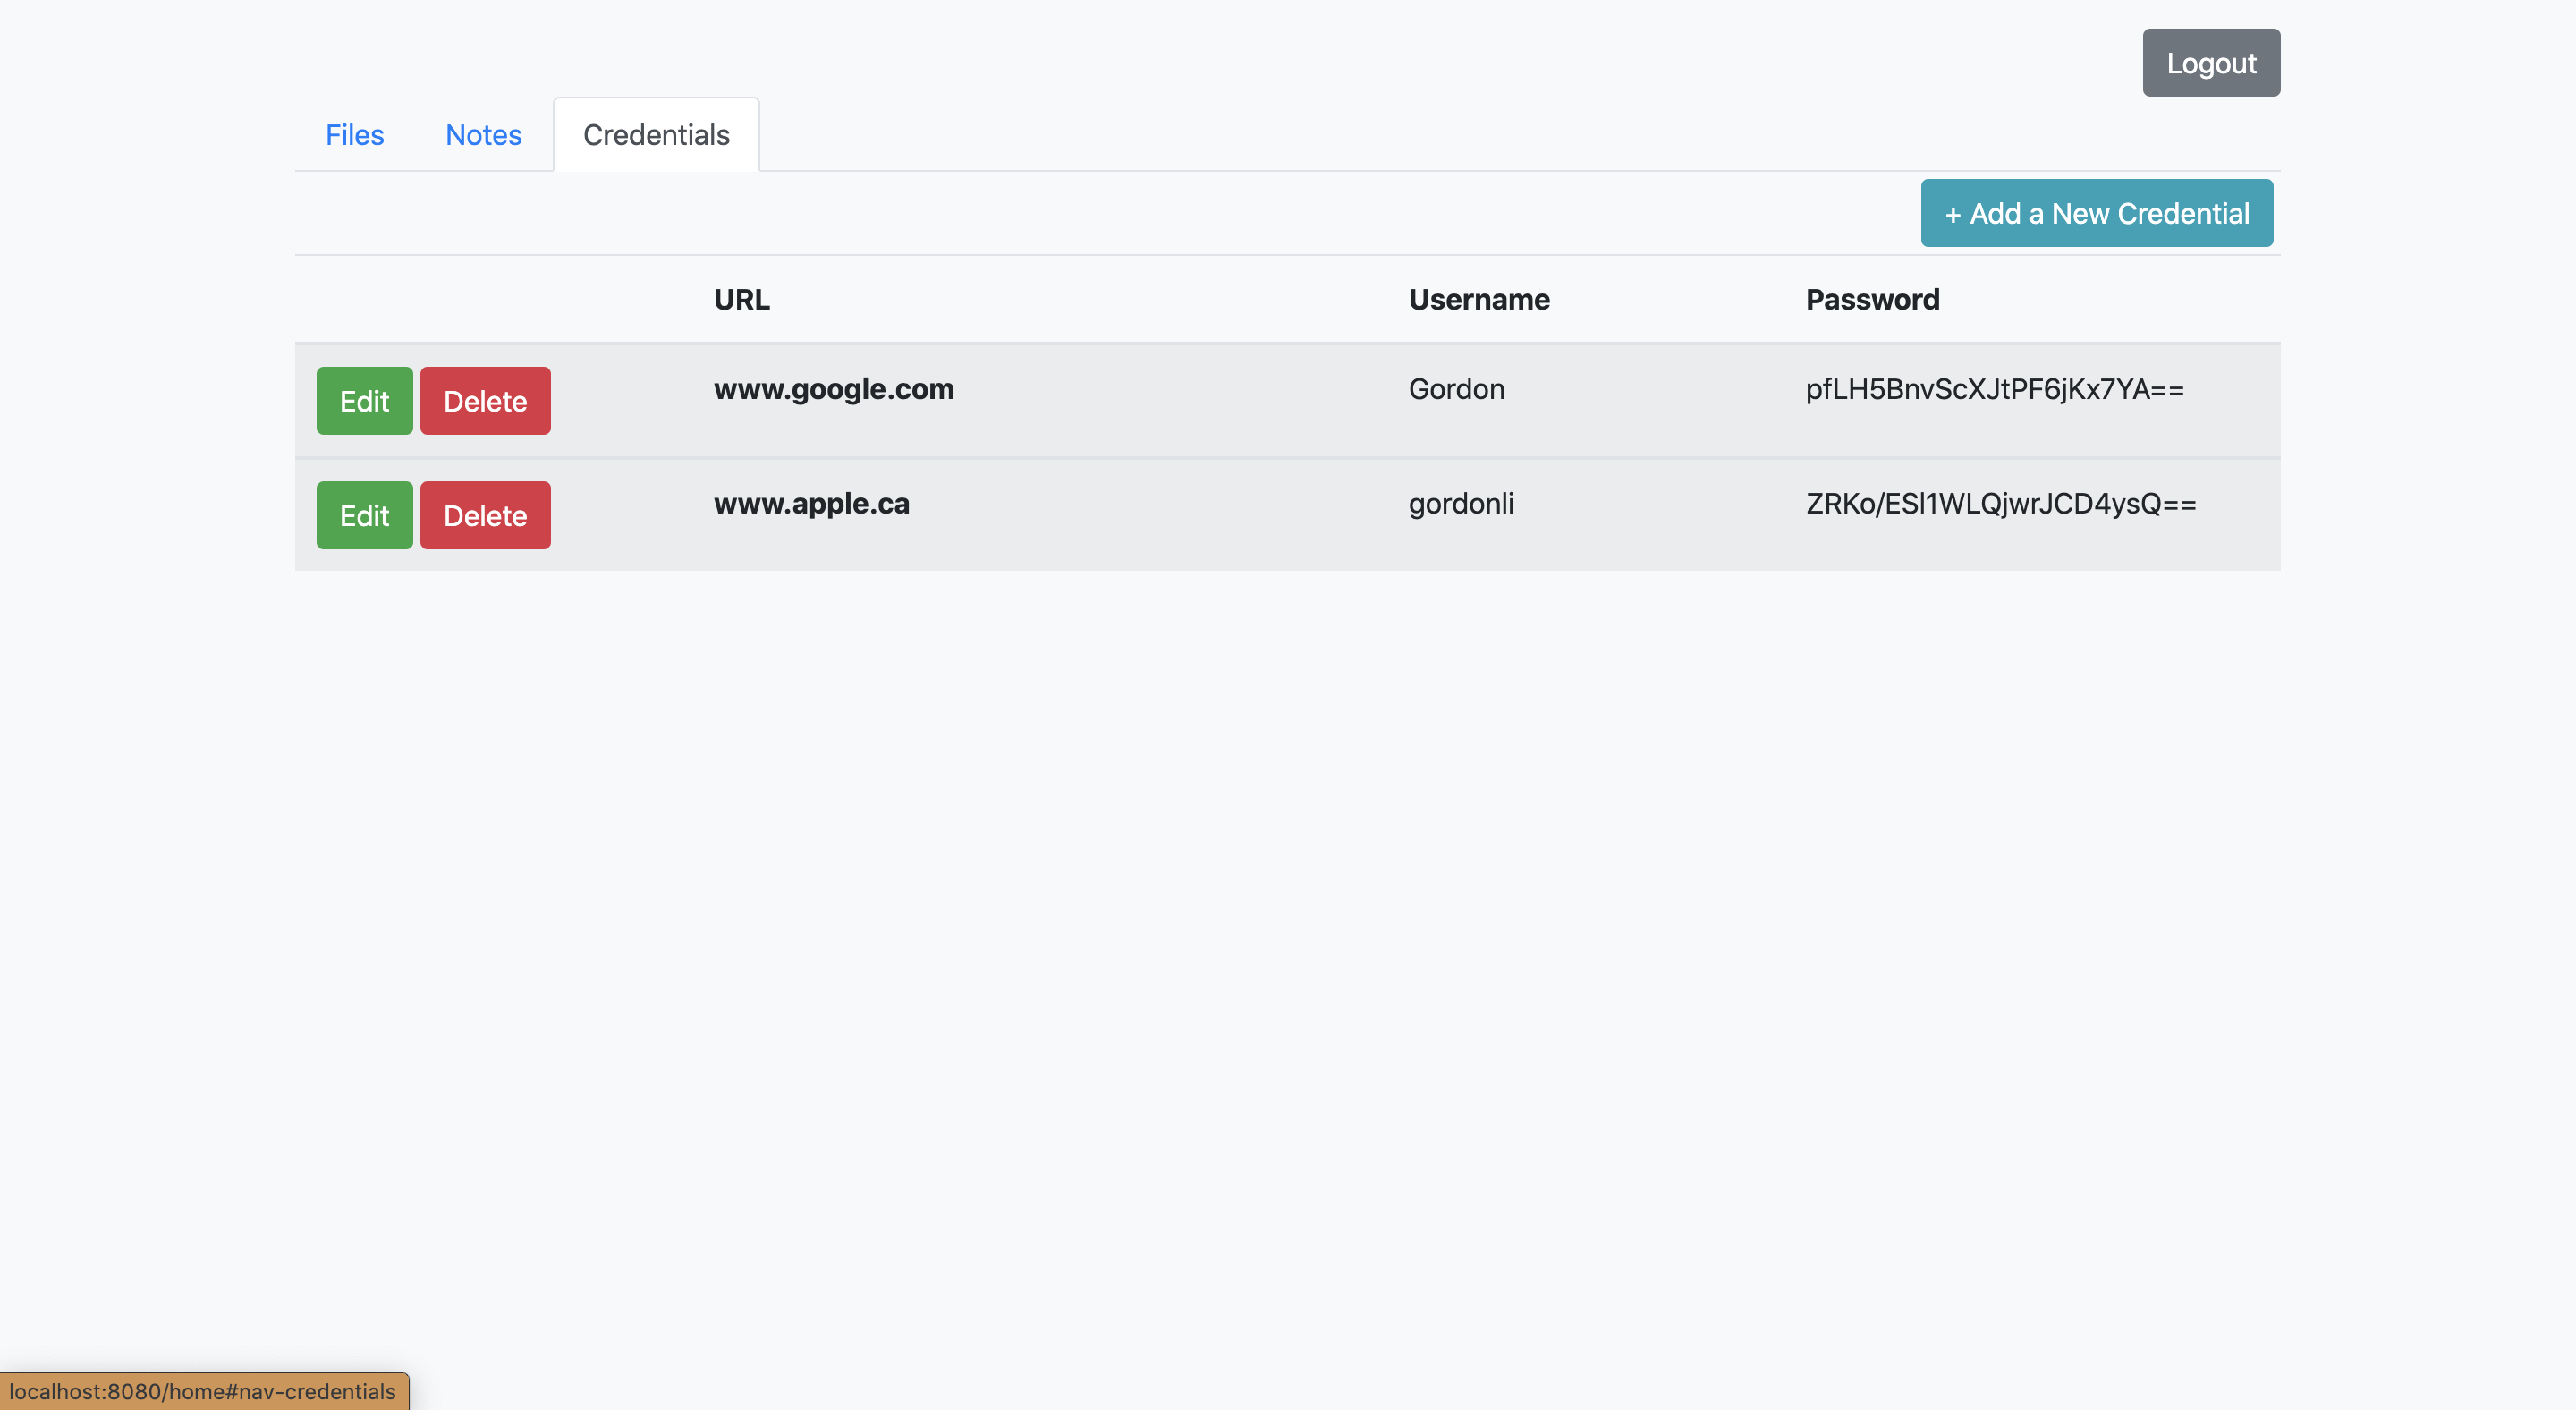 Logout
Files Notes Credentials
+ Add a New Credential
URL Username Password
Edit Delete www.google.com Gordon pfLH5BnvScXJtPF6jKx7YA==
Edit Delete www.apple.ca gordonli ZRKo/ESl1WLQjwrJCD4ysQ==
localhost:8080/home#nav-credentials